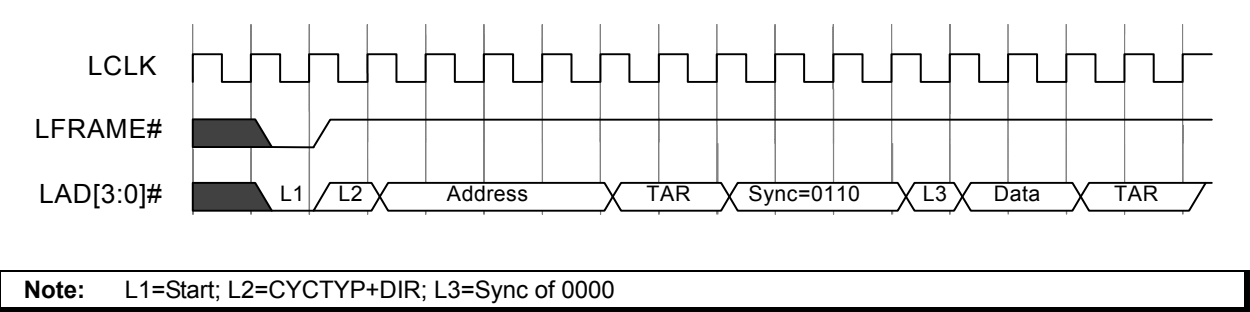 LCLK
LFRAME#
LAD[3:0]# L1 L2 Address TAR Sync=0110 L3 Data TAR
Note: L1=Start; L2=CYCTYP+DIR; L3=Sync of 0000